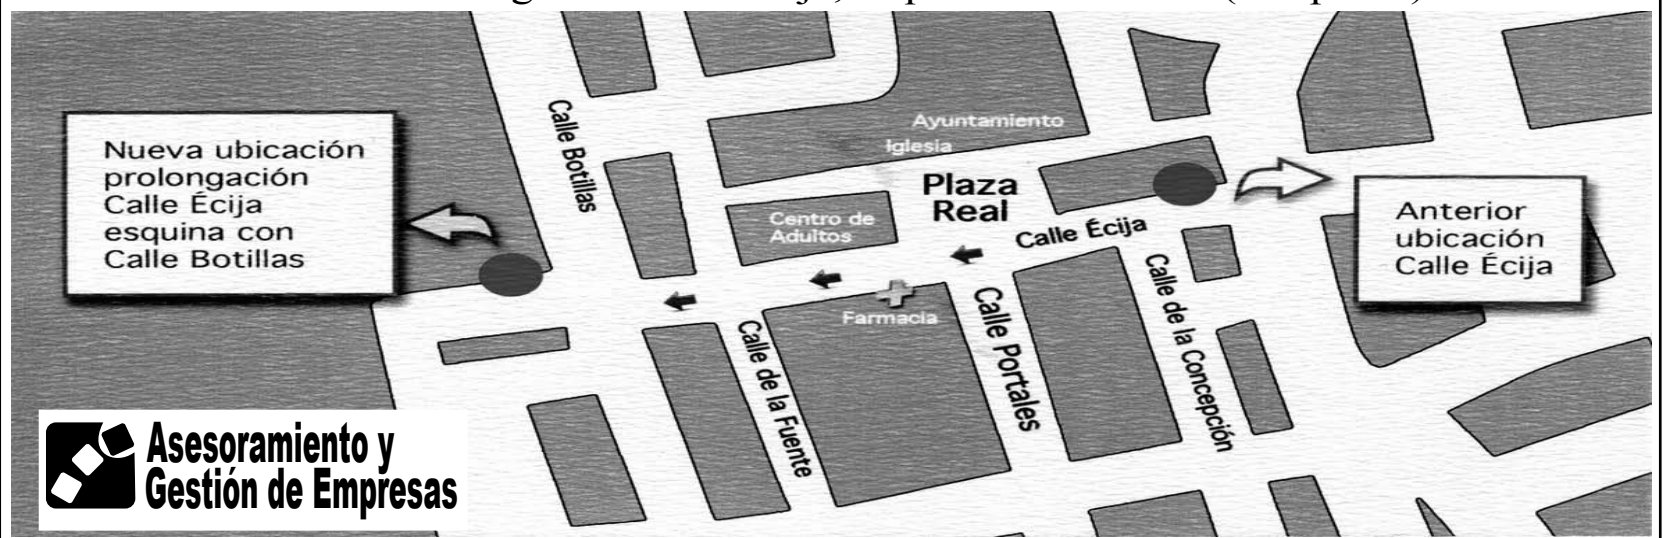 Nueva ubicación
prolongación
Calle Écija
esquina con
Calle Botillas
Calle Botillas
Ayuntamiento
Iglesia
Plaza
Real
Centro de
Adultos
Calle Écija
Anterior
ubicación
Calle Écija
Farmacia
Calle de la Fuente
Calle Portales
Calle de la Concepción
Asesoramiento y
Gestión de Empresas